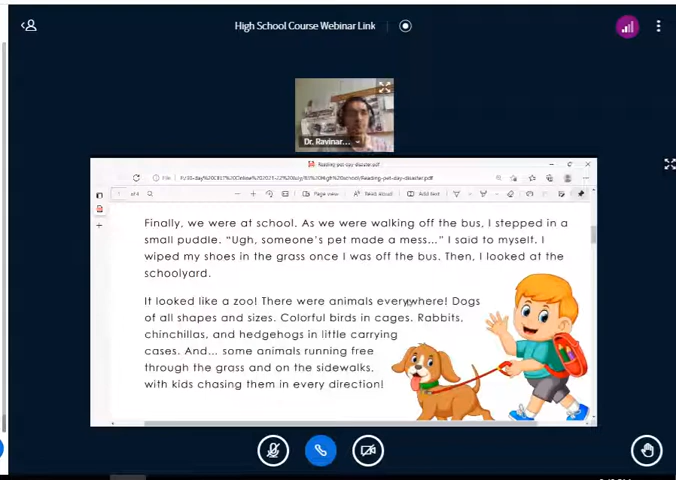 High School Course Webinar Link
Dr. Ravinar...
Reading-pet-day-disaster.pdf
File
of 4
Page view
Read aloud
Add text
Finally, we were at school. As we were walking off the bus, I stepped in a
small puddle. “Ugh, someone’s pet made a mess…” I said to myself. I
wiped my shoes in the grass once I was off the bus. Then, I looked at the
schoolyard.
It looked like a zoo! There were animals everywhere! Dogs
of all shapes and sizes. Colorful birds in cages. Rabbits,
chinchillas, and hedgehogs in little carrying
cases. And… some animals running free
through the grass and on the sidewalks,
with kids chasing them in every direction!